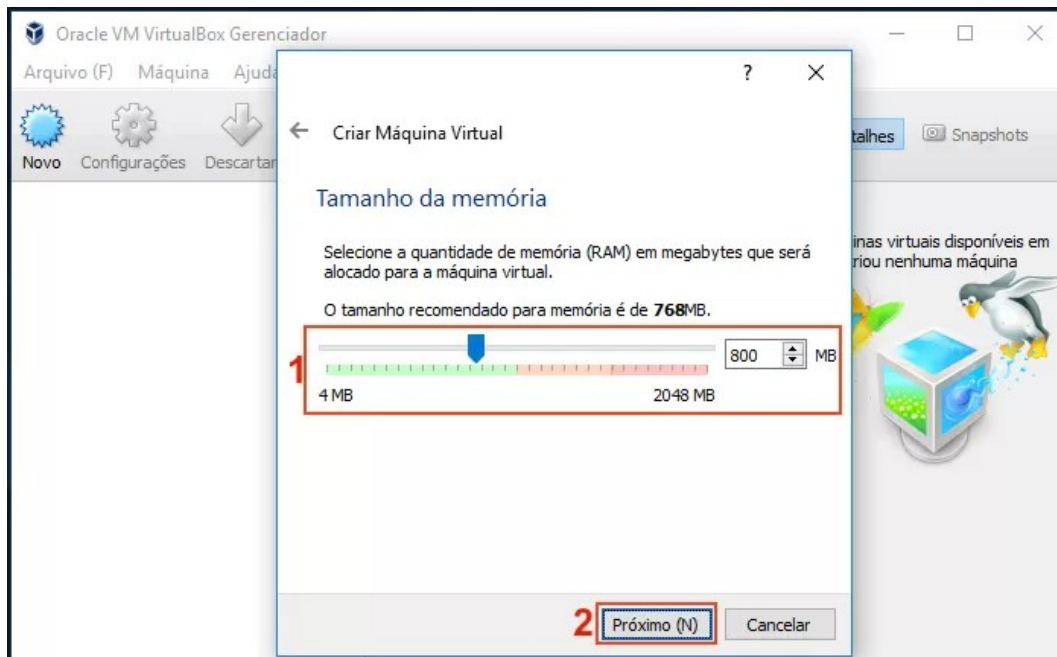 Oracle VM VirtualBox Gerenciador
Arquivo (F) Máquina Ajuda
Novo Configurações Descartar
talhes Snapshots
inas virtuais disponíveis em
riou nenhuma máquina
? 
Criar Máquina Virtual
Tamanho da memória
Selecione a quantidade de memória (RAM) em megabytes que será
alocado para a máquina virtual.
O tamanho recomendado para memória é de 768MB.
1
800 MB
4 MB 2048 MB
2 Próximo (N) Cancelar